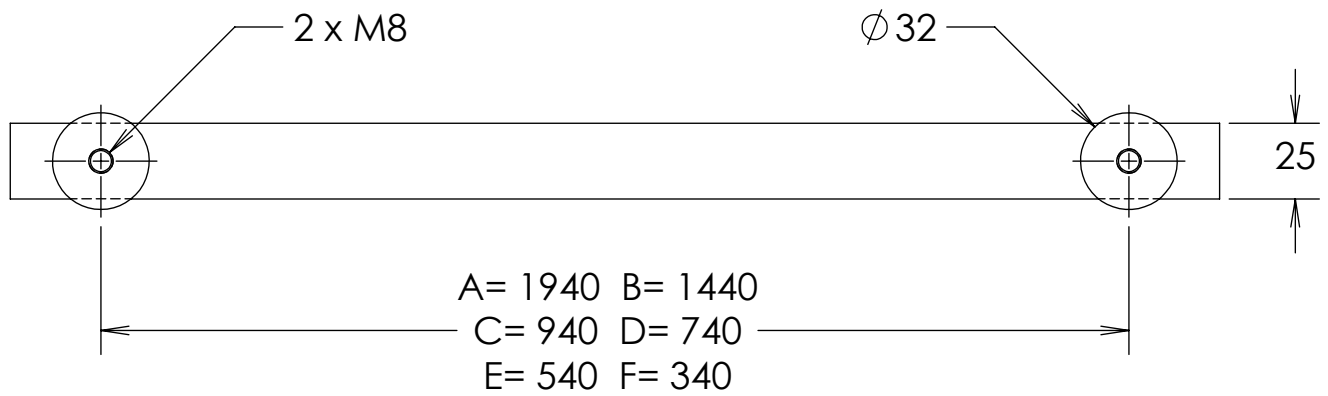 2 x M8
∅ 32
25
A= 1940 B= 1440
C= 940 D= 740
E= 540 F= 340